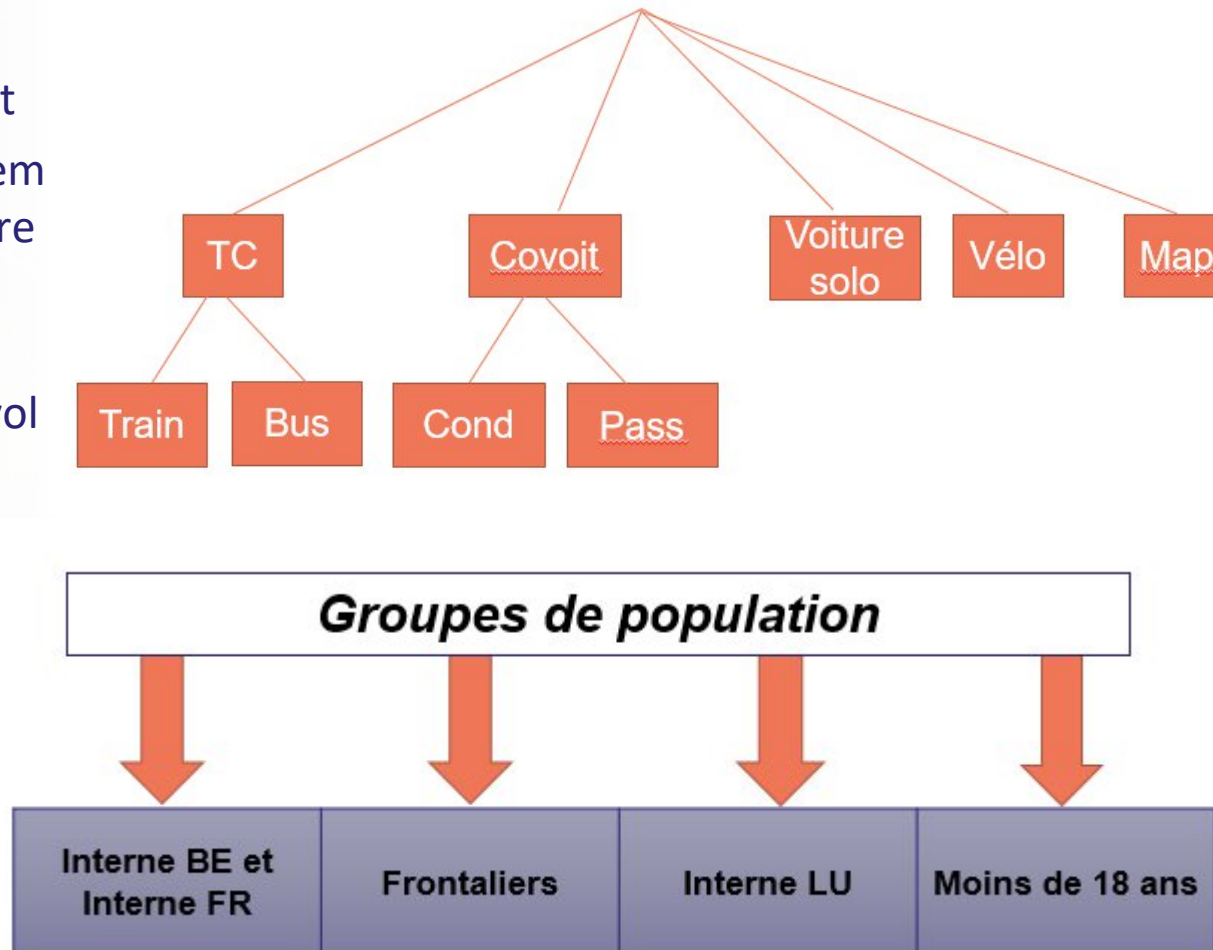 t
em
re
vol
TC
Covoit
Voiture
solo
Vélo
Map
Train
Bus
Cond
Pass
Groupes de population
Interne BE et
Interne FR
Frontaliers
Interne LU
Moins de 18 ans